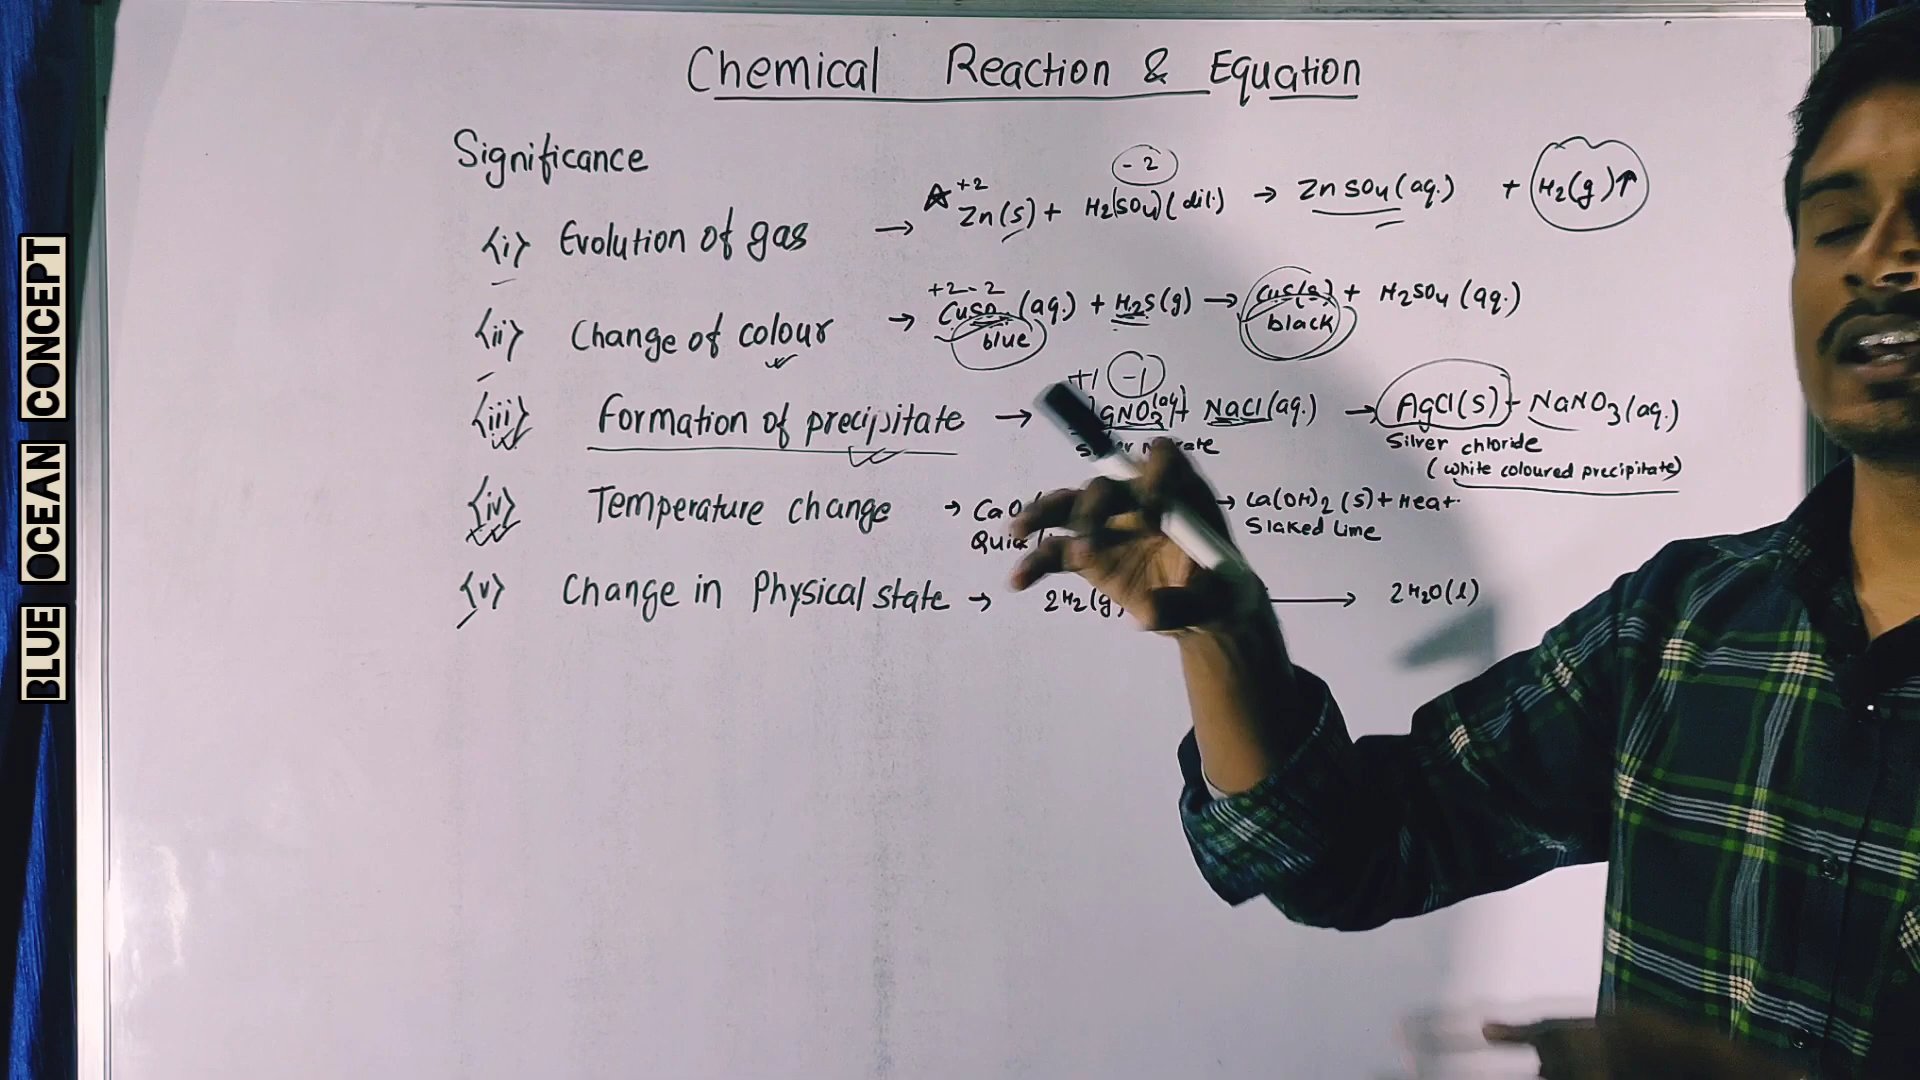 Chemical Reaction & Equation
Significance
(i) Evolution of gas → Zn(s) + H2(SO4)(dil.) → ZnSO4(aq.) + H2(g)↑
+2
-2
(ii) Change of colour → CuSO4(aq.) + H2S(g) → CuS(s) + H2SO4(aq.)
+2 -2
blue
black
(iii) Formation of precipitate → gNO3(aq) + NaCl(aq.) → AgCl(s) + NaNO3(aq.)
+1 -1
Silver chloride
(white coloured precipitate)
(iv) Temperature change → CaO → Ca(OH)2(s) + Heat
Slaked Lime
(v) Change in Physical state → 2H2(g) → 2H2O(l)
BLUE OCEAN CONCEPT